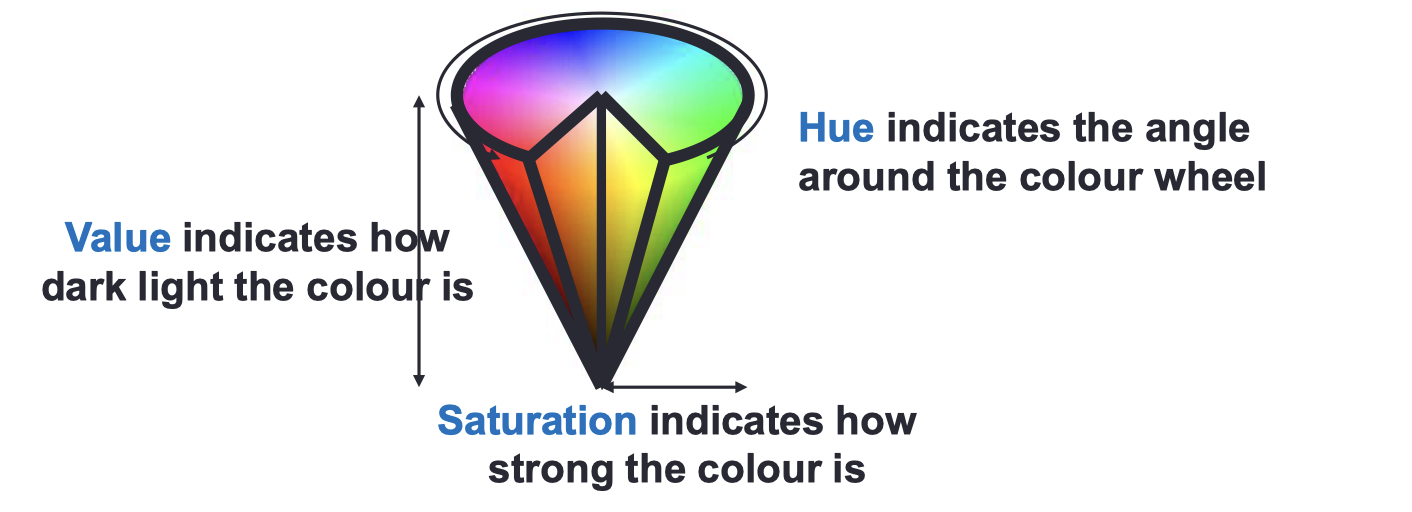 Hue indicates the angle
around the colour wheel
Value indicates how
dark light the colour is
Saturation indicates how
strong the colour is